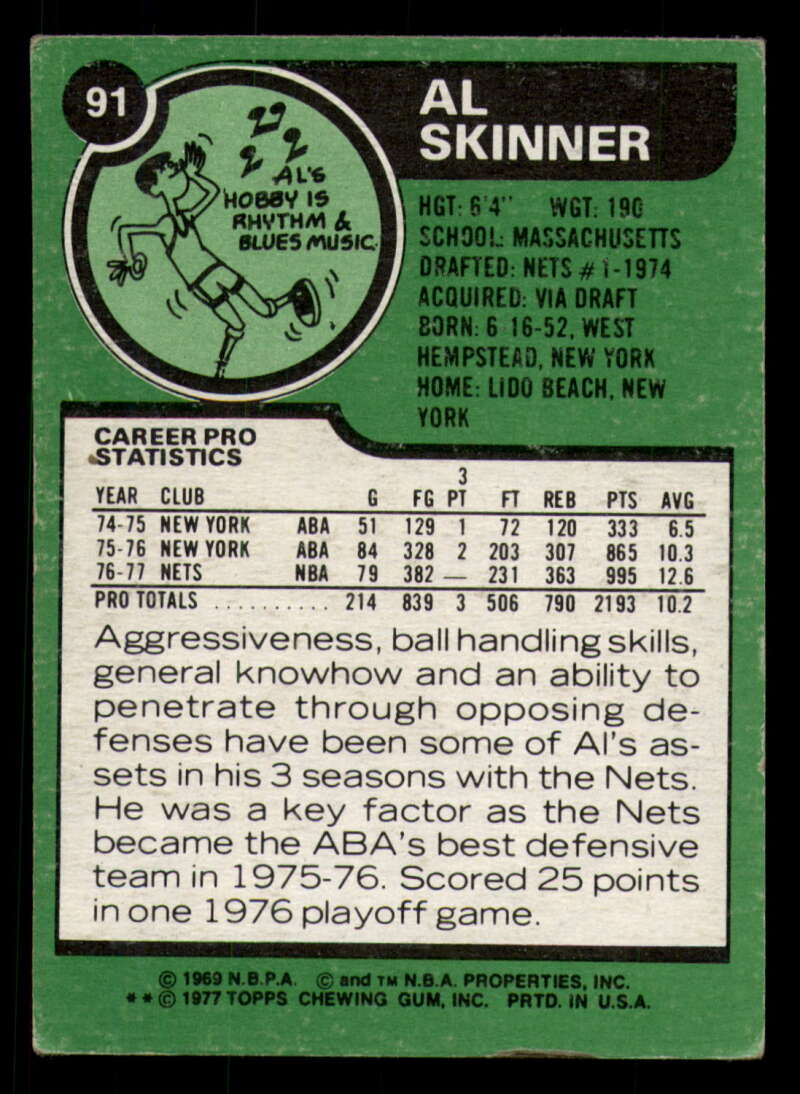 91
AL
SKINNER
AL'S
HOBBY IS
RHYTHM &
BLUES MUSIC.
HGT: 6'4" WGT: 190
SCHOOL: MASSACHUSETTS
DRAFTED: NETS #1-1974
ACQUIRED: VIA DRAFT
BORN: 6 16-52, WEST
HEMPSTEAD, NEW YORK
HOME: LIDO BEACH, NEW
YORK
CAREER PRO
STATISTICS
YEAR CLUB G FG 3 PT FT REB PTS AVG
74-75 NEW YORK ABA 51 129 1 72 120 333 6.5
75-76 NEW YORK ABA 84 328 2 203 307 865 10.3
76-77 NETS NBA 79 382 — 231 363 995 12.6
PRO TOTALS .......... 214 839 3 506 790 2193 10.2
Aggressiveness, ball handling skills,
general knowhow and an ability to
penetrate through opposing de-
fenses have been some of Al's as-
sets in his 3 seasons with the Nets.
He was a key factor as the Nets
became the ABA's best defensive
team in 1975-76. Scored 25 points
in one 1976 playoff game.
© 1969 N.B.P.A. © and TM N.B.A. PROPERTIES, INC.
* * © 1977 TOPPS CHEWING GUM, INC. PRTD. IN U.S.A.